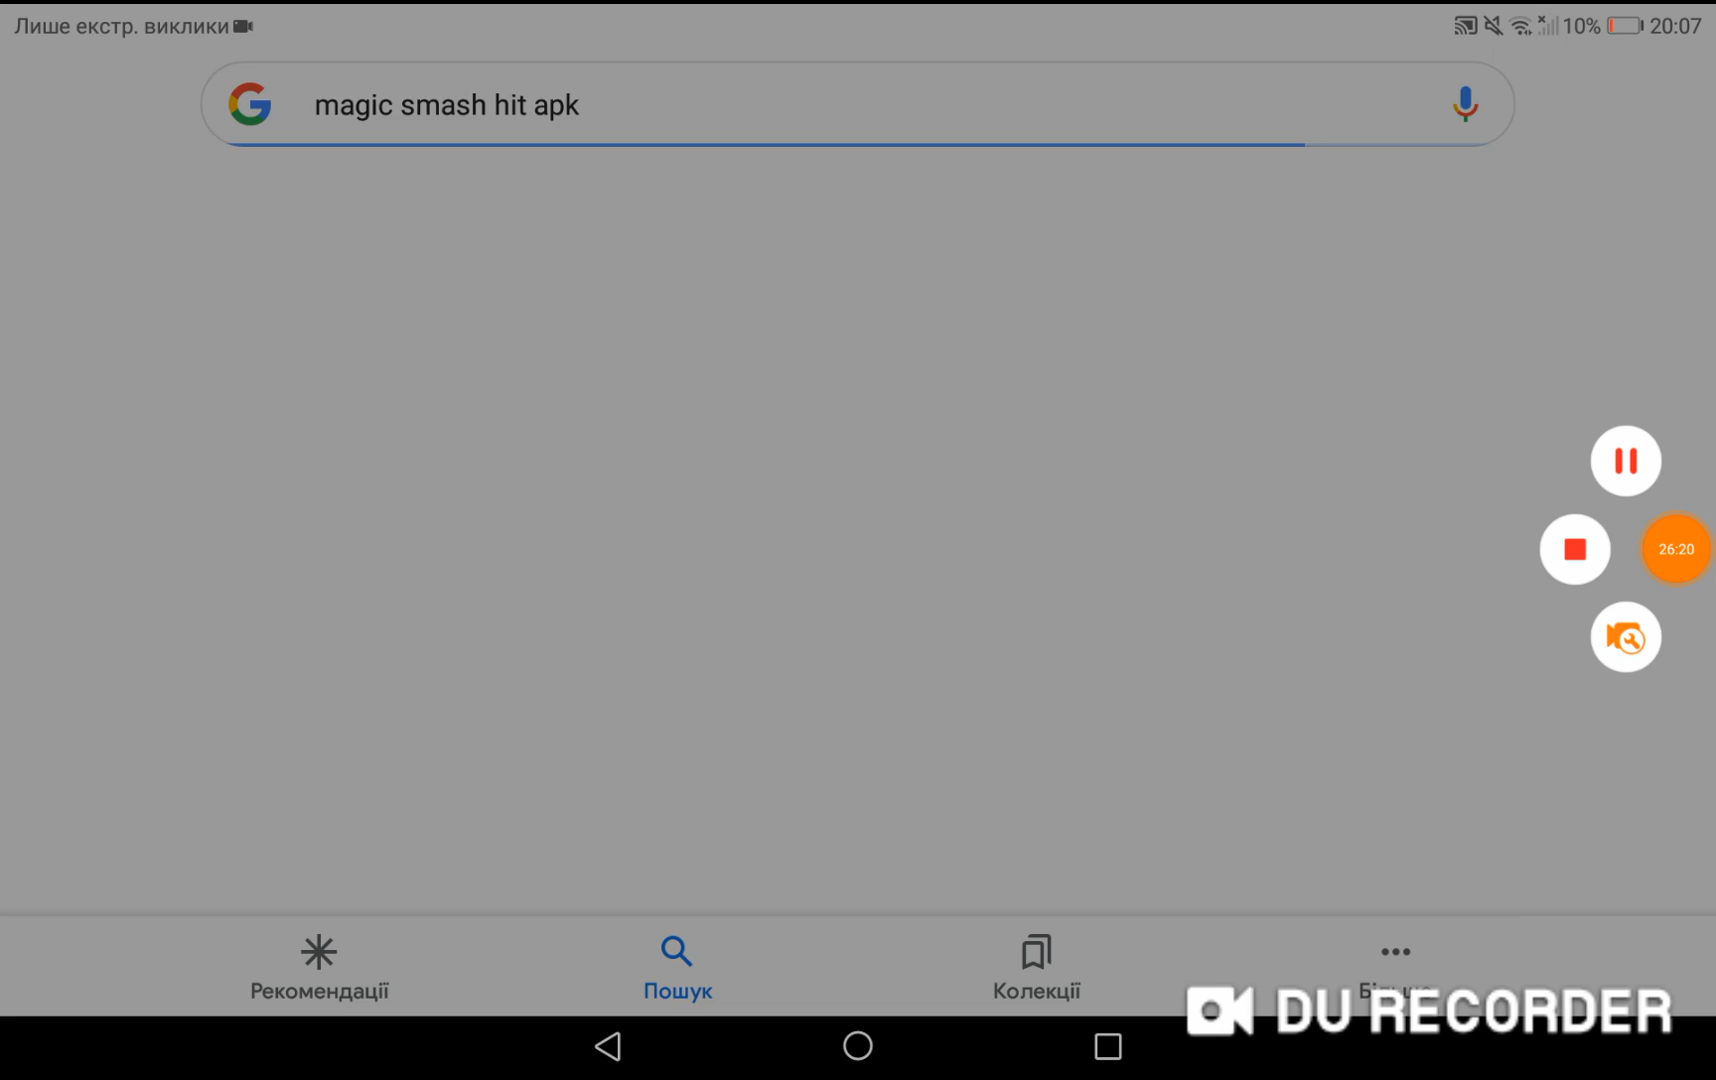 Лише екстр. виклики
10% 20:07
magic smash hit apk
26:20
Рекомендації
Пошук
Колекції
DU RECORDER